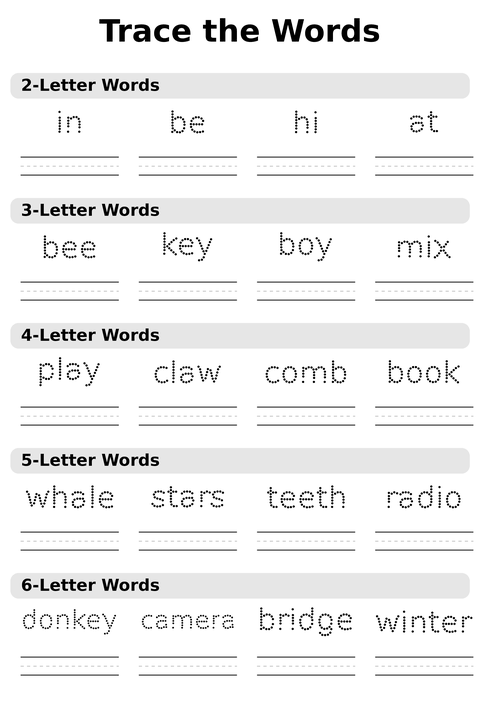 Trace the Words
2-Letter Words
in be hi at
3-Letter Words
bee key boy mix
4-Letter Words
play claw comb book
5-Letter Words
whale stars teeth radio
6-Letter Words
donkey camera bridge winter